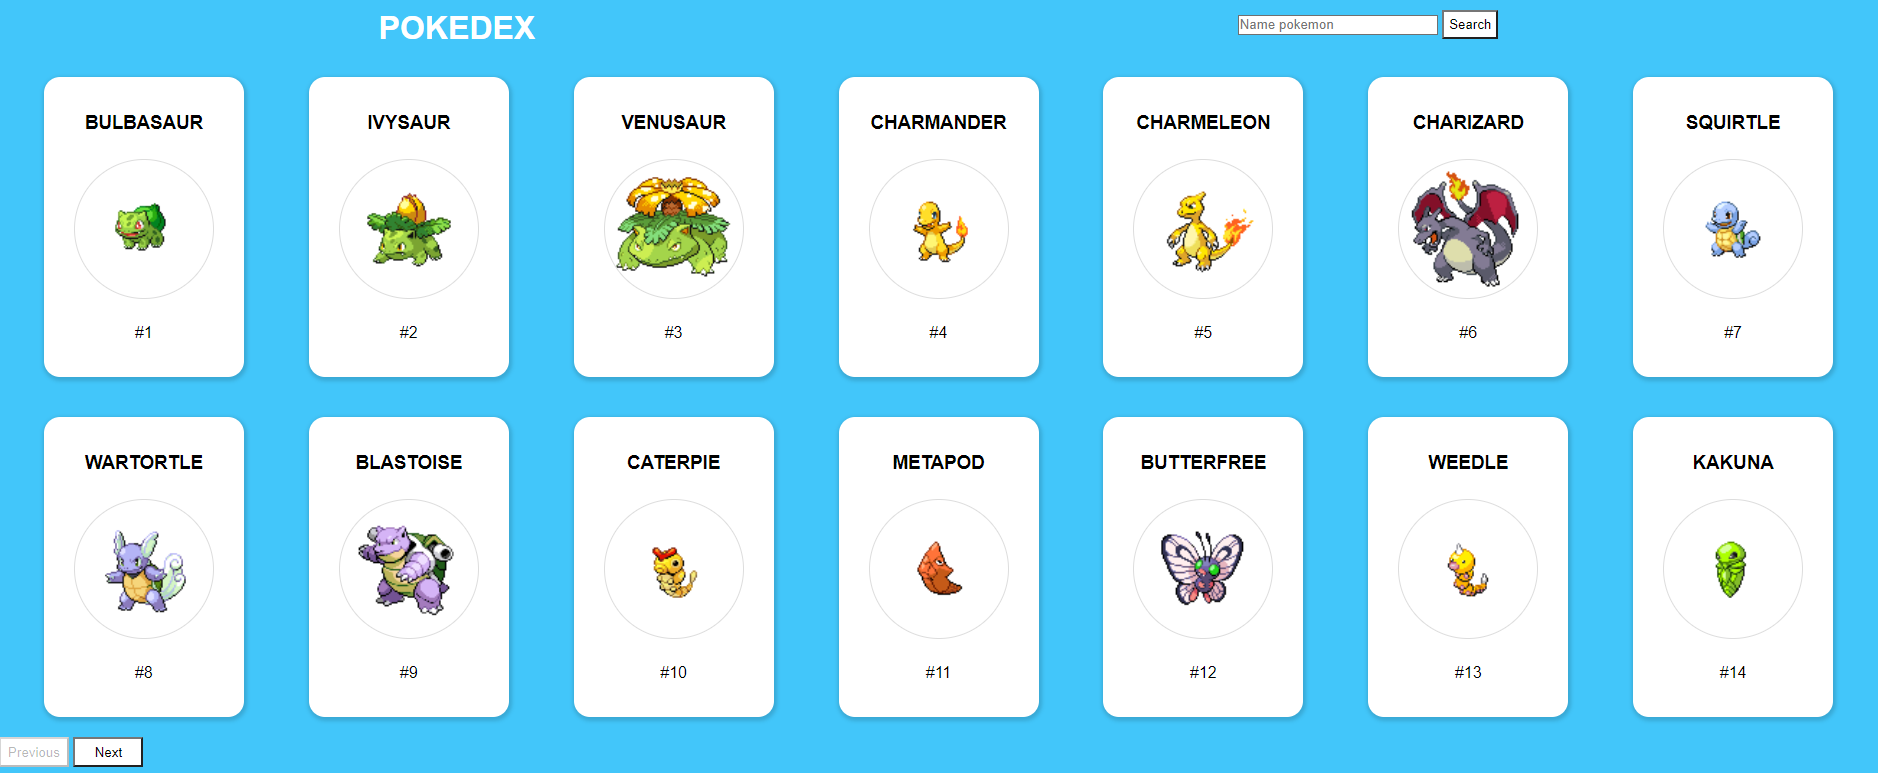 POKEDEX
Name pokemon Search
BULBASAUR
#1
IVYSAUR
#2
VENUSAUR
#3
CHARMANDER
#4
CHARMELEON
#5
CHARIZARD
#6
SQUIRTLE
#7
WARTORTLE
#8
BLASTOISE
#9
CATERPIE
#10
METAPOD
#11
BUTTERFREE
#12
WEEDLE
#13
KAKUNA
#14
Previous Next